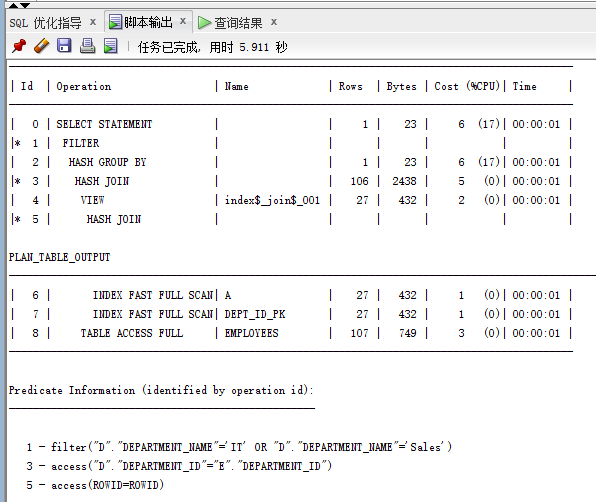 SQL 优化指导 × 脚本输出 × 查询结果 ×
任务已完成, 用时 5.911 秒
| Id | Operation | Name | Rows | Bytes | Cost (%CPU)| Time |
| 0 | SELECT STATEMENT | | 1 | 23 | 6 (17)| 00:00:01 |
|* 1 | FILTER | | | | | |
| 2 | HASH GROUP BY | | 1 | 23 | 6 (17)| 00:00:01 |
|* 3 | HASH JOIN | | 106 | 2438 | 5 (0)| 00:00:01 |
| 4 | VIEW | index$_join$_001 | 27 | 432 | 2 (0)| 00:00:01 |
|* 5 | HASH JOIN | | | | | |
PLAN_TABLE_OUTPUT
| 6 | INDEX FAST FULL SCAN| A | 27 | 432 | 1 (0)| 00:00:01 |
| 7 | INDEX FAST FULL SCAN| DEPT_ID_PK | 27 | 432 | 1 (0)| 00:00:01 |
| 8 | TABLE ACCESS FULL | EMPLOYEES | 107 | 749 | 3 (0)| 00:00:01 |
Predicate Information (identified by operation id):
1 - filter("D"."DEPARTMENT_NAME"='IT' OR "D"."DEPARTMENT_NAME"='Sales')
3 - access("D"."DEPARTMENT_ID"="E"."DEPARTMENT_ID")
5 - access(ROWID=ROWID)